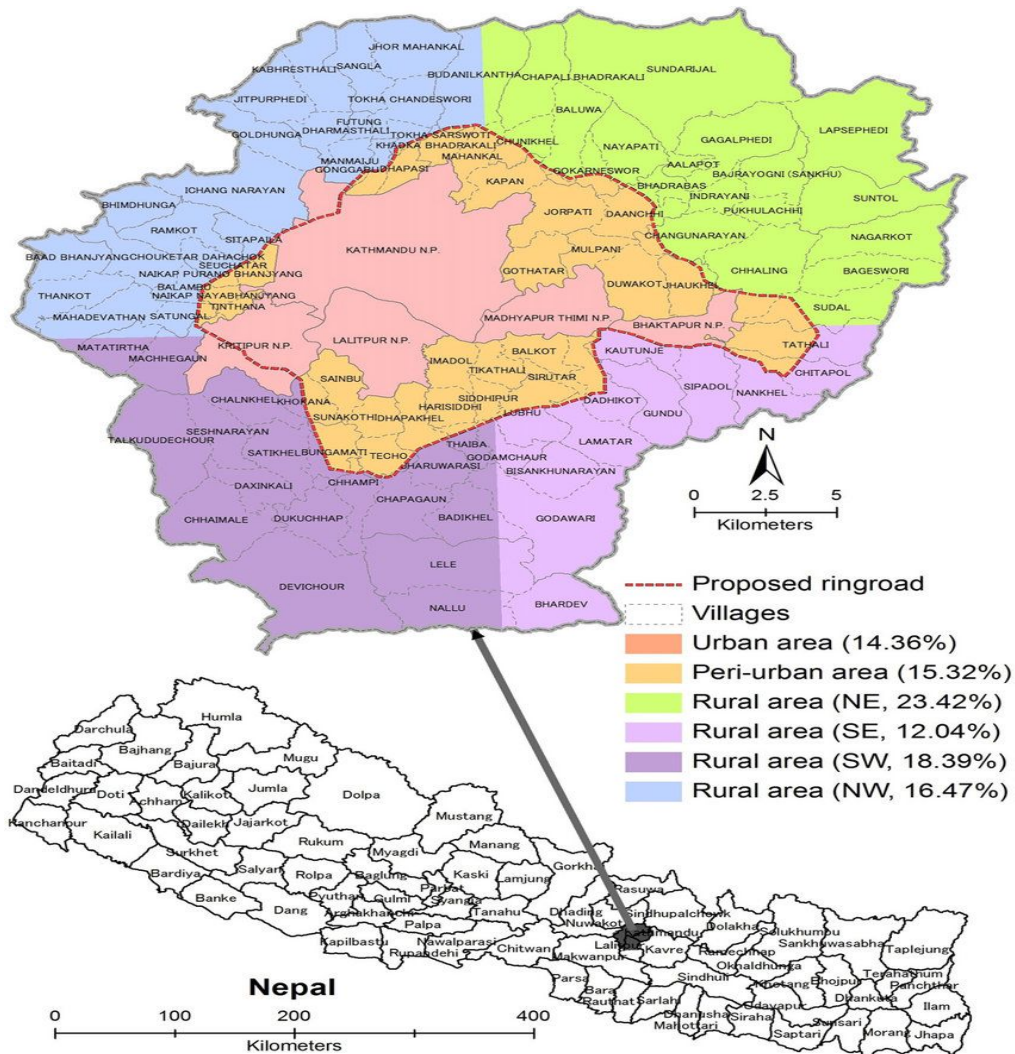 JHOR MAHANKAL
KABHRESTHALI
SANGLA
BUDANILKANTHA
CHAPALI BHADRAKALI
SUNDARIJAL
JITPURPHEDI
TOKHA CHANDESWORI
BALUWA
LAPSEPHEDI
GOLDHUNGA
FUTUNG
DHARMASTHALI
TOKHA SARSWOTI
CHUNIKHEL
NAYAPATI
GAGALPHEDI
KHADKA BHADRAKALI
MANMAIJU
MAHANKAL
AALAPOT
GONGGABU
DHAPASI
GOKARNESWOR
BAJRAYOGNI (SANKHU)
ICHANG NARAYAN
KAPAN
BHADRABAS
INDRAYANI
SUNTOL
BHIMDHUNGA
JORPATI
DAANCHHI
PUKHULACHHI
RAMKOT
SITAPAILA
CHANGUNARAYAN
NAGARKOT
KATHMANDU N.P.
MULPANI
BAAD BHANJYANG
CHOUKETAR DAHACHOK
SEUCHATAR
GOTHATAR
CHHALING
BAGESWORI
NAIKAP PURANO BHANJYANG
BALAMBU
DUWAKOT
JHAUKHEL
THANKOT
NAIKAP NAYABHANJYANG
TINTHANA
SUDAL
MAHADEVATHAN
SATUNGAL
MADHYAPUR THIMI N.P.
BHAKTAPUR N.P.
MATATIRTHA
KRITIPUR N.P.
LALITPUR N.P.
TATHALI
MACHHEGAUN
BALKOT
KAUTUNJE
IMADOL
TIKATHALI
CHITAPOL
SAINBU
SIRUTAR
SIPADOL
NANKHEL
CHALNKHEL
KHOKANA
SIDDHIPUR
DADHIKOT
HARISIDDHI
LUBHU
GUNDU
SUNAKOTHI
DHAPAKHEL
SESHNARAYAN
TALKUDUDECHOUR
THAIBA
LAMATAR
SATIKHEL
BUNGAMATI
TECHO
GODAMCHAUR
JHARUWARASI
BISANKHUNARAYAN
DAXINKALI
CHHAMPI
CHAPAGAUN
CHHAIMALE
DUKUCHHAP
BADIKHEL
GODAWARI
LELE
DEVICHOUR
NALLU
BHARDEV
N
0 2.5 5
Kilometers
Proposed ringroad
Villages
Urban area (14.36%)
Peri-urban area (15.32%)
Rural area (NE, 23.42%)
Rural area (SE, 12.04%)
Rural area (SW, 18.39%)
Rural area (NW, 16.47%)
Humla
Darchula
Bajhang
Baitadi
Bajura
Mugu
Dandeldhura
Doti
Achham
Kalikot
Jumla
Dolpa
Kanchanpur
Kailali
Dailekh
Jajarkot
Mustang
Surkhet
Rukum
Myagdi
Manang
Bardiya
Salyan
Rolpa
Baglung
Kaski
Lamjung
Gorkha
Banke
Pyuthan
Gulmi
Parbat
Syangja
Rasuwa
Dang
Arghakhanchi
Tanahu
Dhading
Nuwakot
Sindhupalchowk
Palpa
Kathmandu
Dolakha
Solukhumbu
Sankhuwasabha
Taplejung
Kapilbastu
Nawalparasi
Rupandehi
Chitwan
Lalitpur
Makwanpur
Kavre
Ramechhap
Okhaldhunga
Terahathum
Panchthar
Parsa
Bara
Rauthat
Sarlahi
Sindhuli
Khotang
Bhojpur
Dhankuta
Ilam
Dhanusha
Mahottari
Siraha
Udayapur
Saptari
Sunsari
Morang
Jhapa
Nepal
0 100 200 400
Kilometers